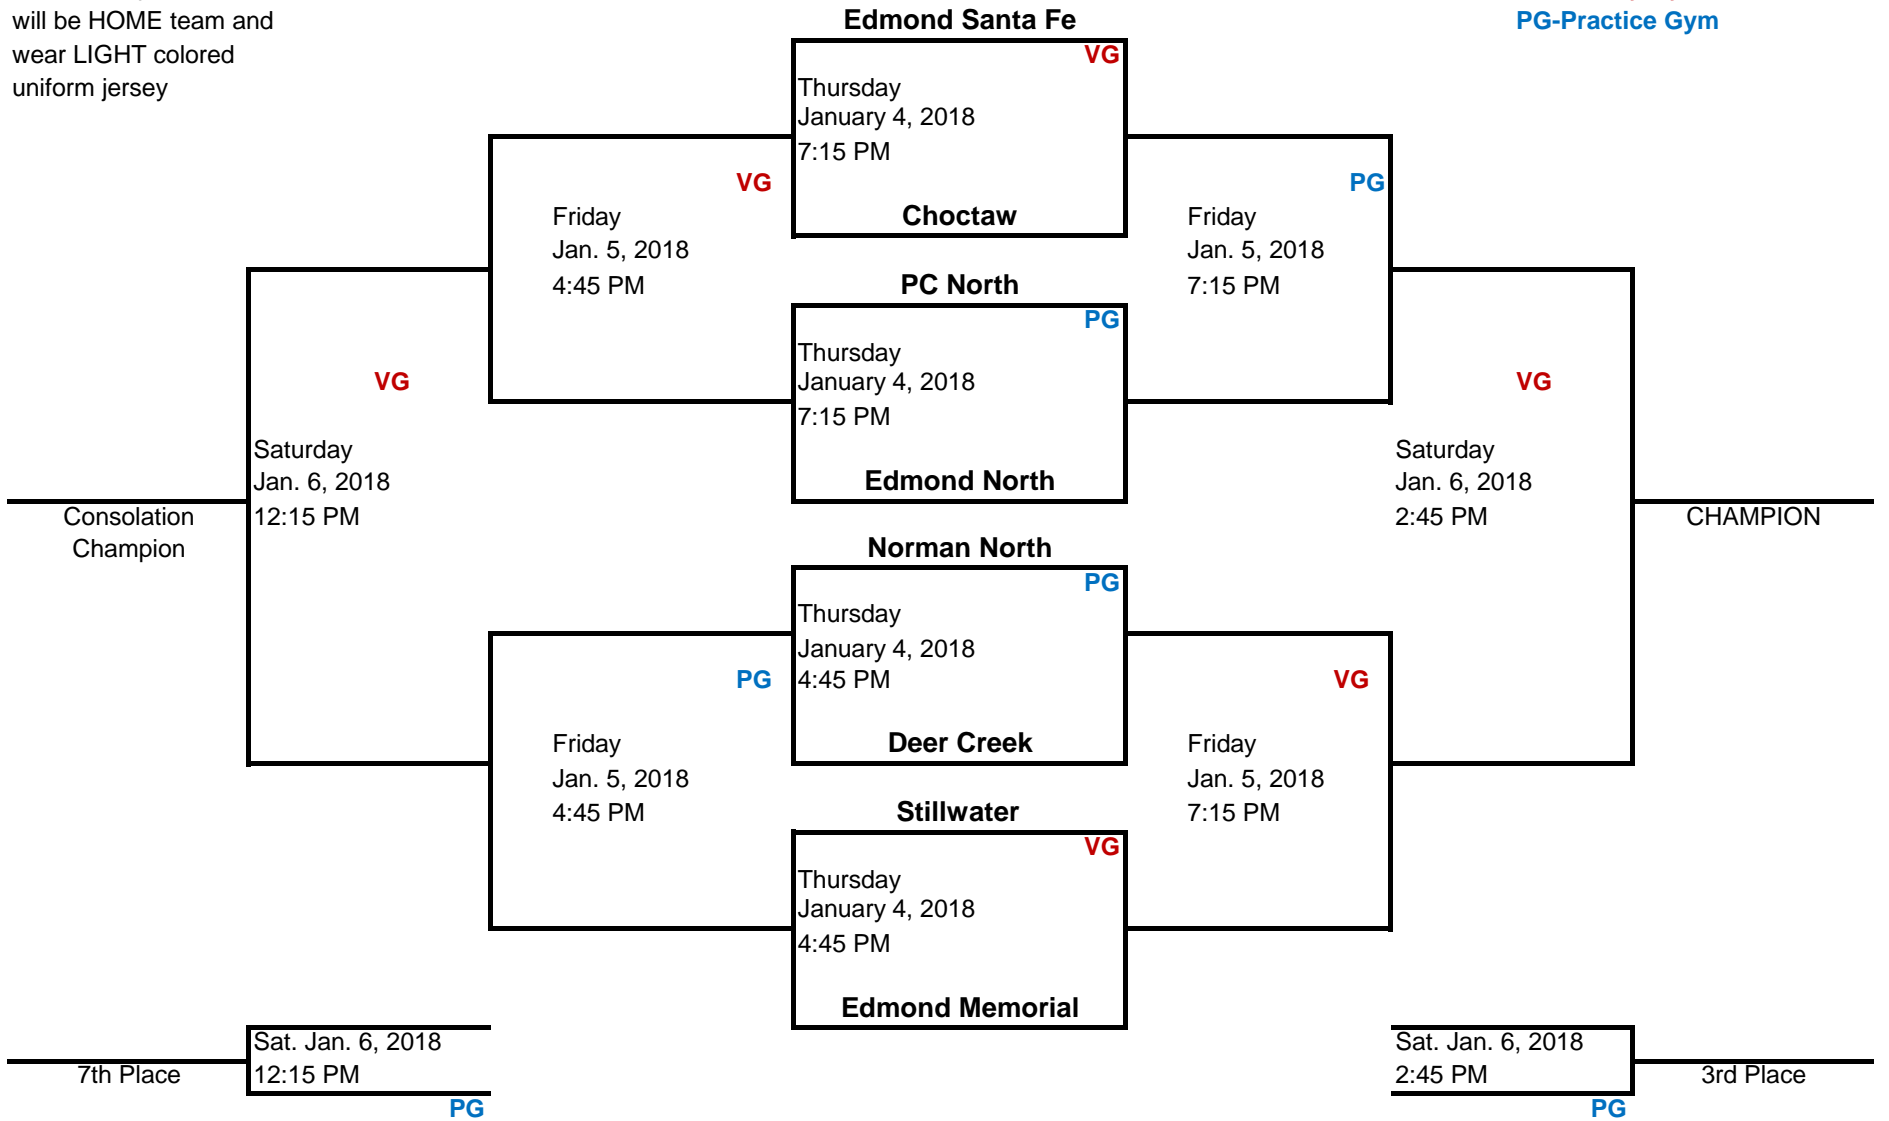 will be HOME team and
wear LIGHT colored
uniform jersey
PG-Practice Gym
Edmond Santa Fe
VG
Thursday
January 4, 2018
7:15 PM
Choctaw
VG
Friday
Jan. 5, 2018
4:45 PM
PG
Friday
Jan. 5, 2018
7:15 PM
PC North
PG
Thursday
January 4, 2018
7:15 PM
Edmond North
VG
Saturday
Jan. 6, 2018
12:15 PM
Consolation
Champion
VG
Saturday
Jan. 6, 2018
2:45 PM
CHAMPION
Norman North
PG
Thursday
January 4, 2018
4:45 PM
Deer Creek
PG
Friday
Jan. 5, 2018
4:45 PM
VG
Friday
Jan. 5, 2018
7:15 PM
Stillwater
VG
Thursday
January 4, 2018
4:45 PM
Edmond Memorial
Sat. Jan. 6, 2018
12:15 PM
7th Place
PG
Sat. Jan. 6, 2018
2:45 PM
3rd Place
PG